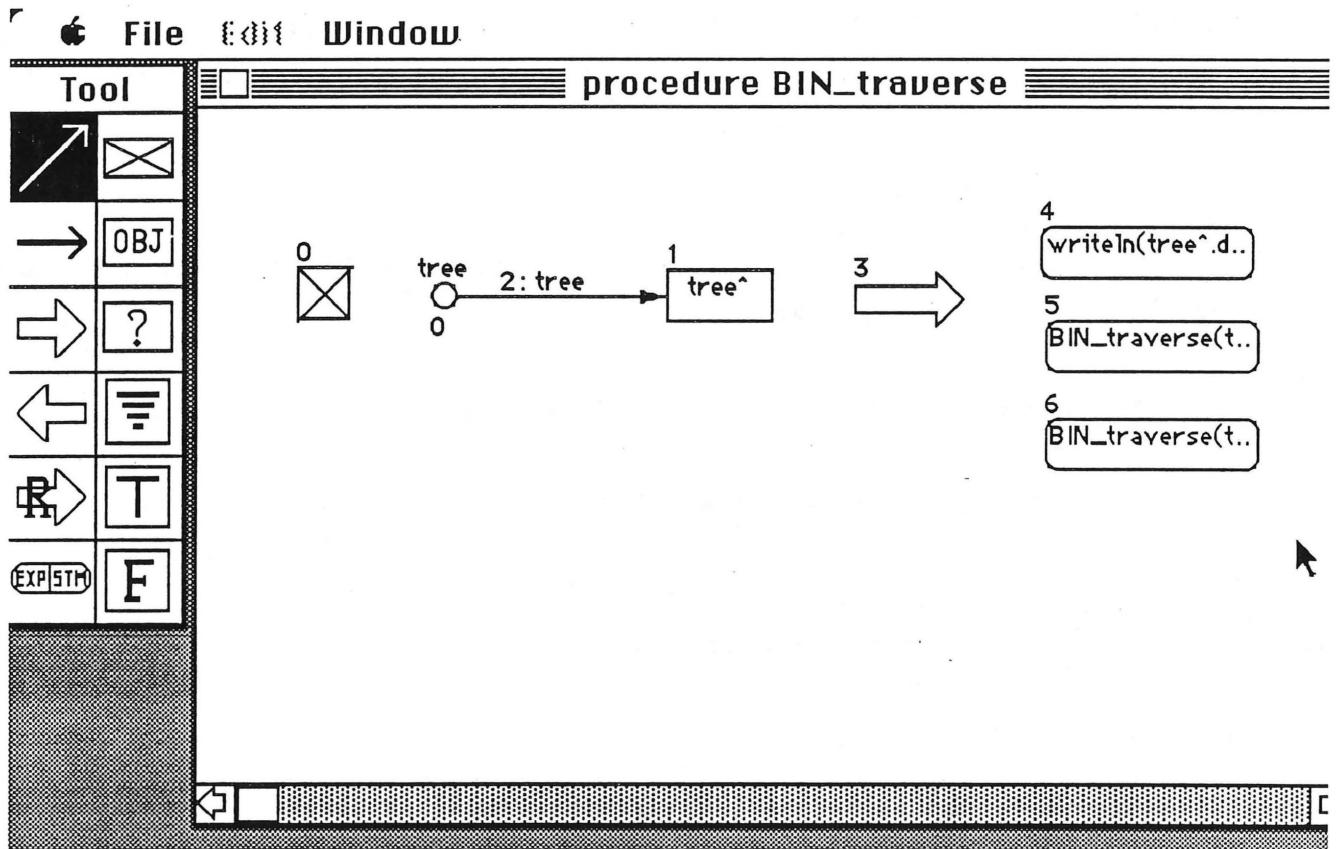 File Edit Window
Tool
procedure BIN_traverse
OBJ
?
R
T
EXP STM
F
0
tree
0
2: tree
1
tree^
3
4
writeln(tree^.d..
5
BIN_traverse(t..
6
BIN_traverse(t..